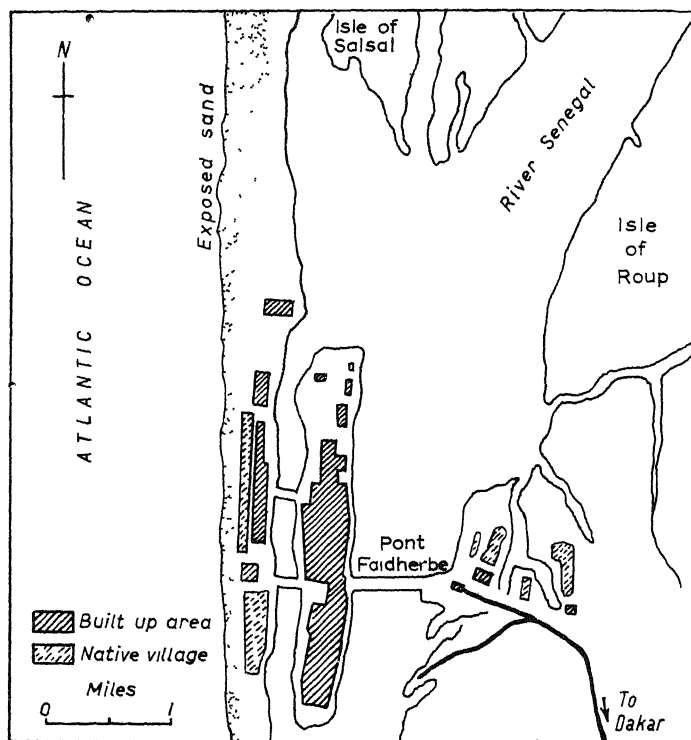 N
Isle of
Salsal
River Senegal
Exposed sand
ATLANTIC OCEAN
Isle
of
Roup
Pont
Faidherbe
Built up area
Native village
Miles
0 1
To
Dakar